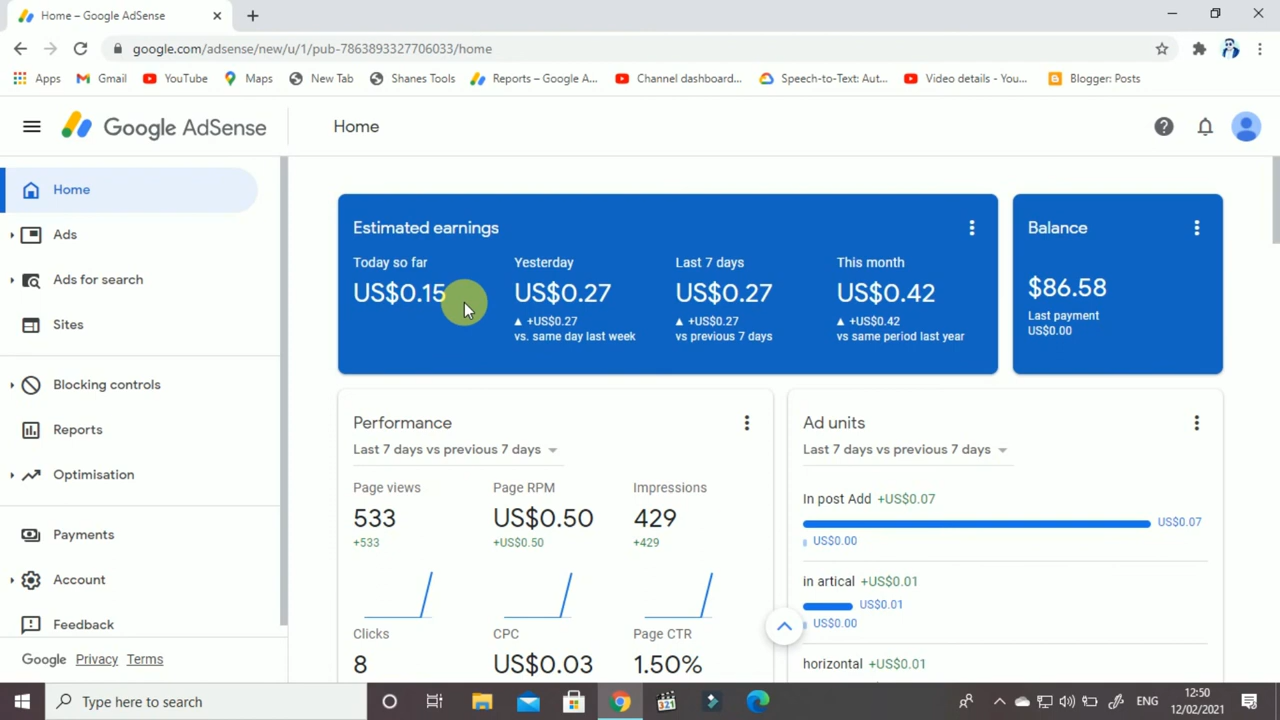 Home – Google AdSense
google.com/adsense/new/u/1/pub-7863893327706033/home
Apps
Gmail
YouTube
Maps
New Tab
Shanes Tools
Reports – Google A...
Channel dashboard...
Speech-to-Text: Aut...
Video details - You...
Blogger: Posts
Google AdSense
Home
Home
Ads
Ads for search
Sites
Blocking controls
Reports
Optimisation
Payments
Account
Feedback
Google Privacy Terms
Estimated earnings
Today so far
US$0.15
Yesterday
US$0.27
▲ +US$0.27
vs. same day last week
Last 7 days
US$0.27
▲ +US$0.27
vs previous 7 days
This month
US$0.42
▲ +US$0.42
vs same period last year
Balance
$86.58
Last payment
US$0.00
Performance
Last 7 days vs previous 7 days
Page views
533
+533
Page RPM
US$0.50
+US$0.50
Impressions
429
+429
Clicks
8
CPC
US$0.03
Page CTR
1.50%
Ad units
Last 7 days vs previous 7 days
In post Add +US$0.07
US$0.07
US$0.00
in artical +US$0.01
US$0.01
US$0.00
horizontal +US$0.01
Type here to search
321
ENG
12:50
12/02/2021